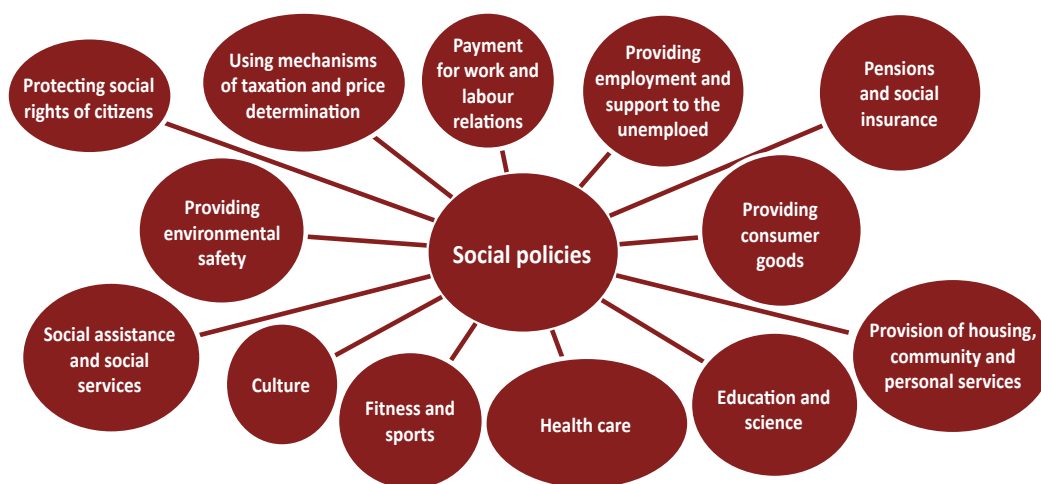 Protecting social
rights of citizens
Using mechanisms
of taxation and price
determination
Payment
for work and
labour
relations
Providing
employment and
support to the
unemploed
Pensions
and social
insurance
Providing
environmental
safety
Social policies
Providing
consumer
goods
Social assistance
and social
services
Culture
Fitness and
sports
Health care
Education and
science
Provision of housing,
community and
personal services